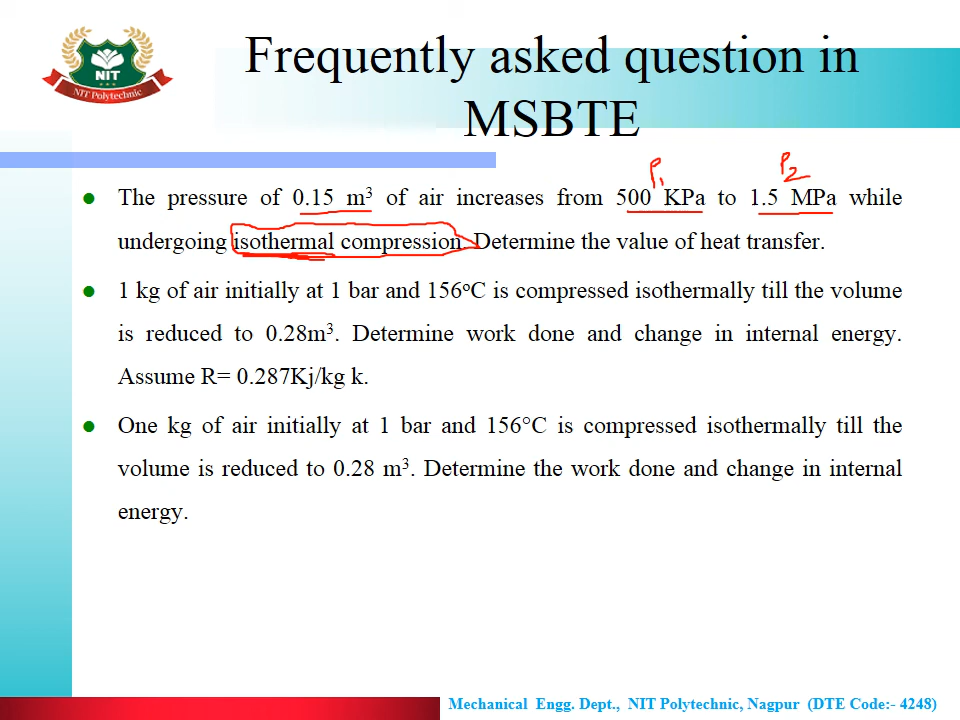 NIT
NIT Polytechnic
Frequently asked question in
MSBTE
P1
P2
The pressure of 0.15 m³ of air increases from 500 KPa to 1.5 MPa while
undergoing isothermal compression. Determine the value of heat transfer.
1 kg of air initially at 1 bar and 156°C is compressed isothermally till the volume
is reduced to 0.28m³. Determine work done and change in internal energy.
Assume R= 0.287Kj/kg k.
One kg of air initially at 1 bar and 156°C is compressed isothermally till the
volume is reduced to 0.28 m³. Determine the work done and change in internal
energy.
Mechanical Engg. Dept., NIT Polytechnic, Nagpur (DTE Code:- 4248)